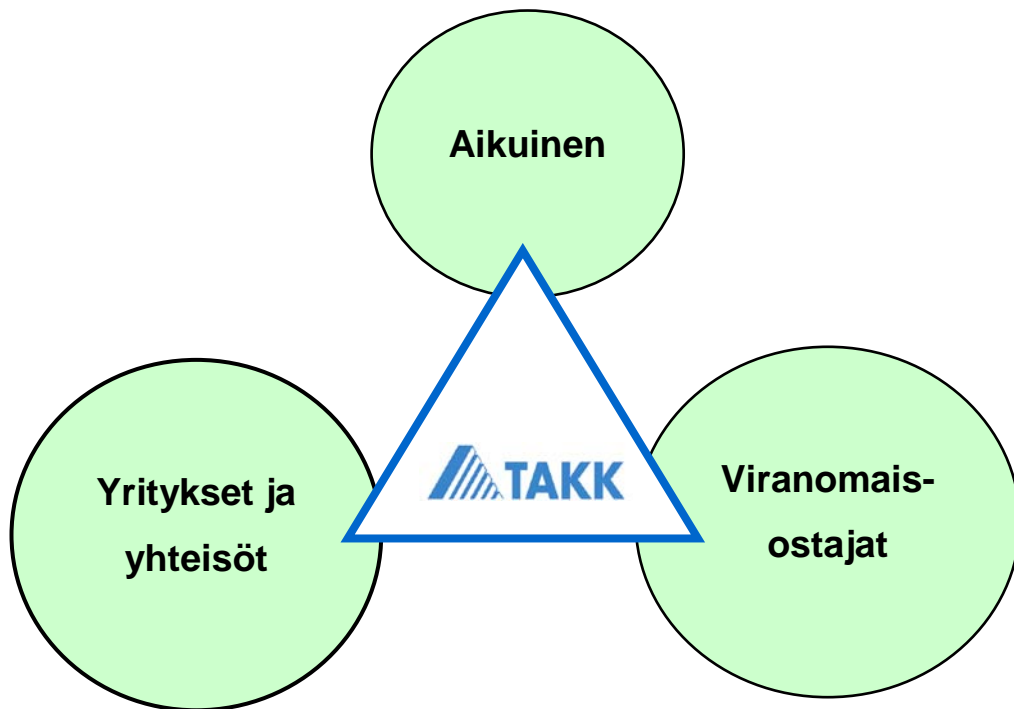 Aikuinen
TAKK
Yritykset ja
yhteisöt
Viranomais-
ostajat